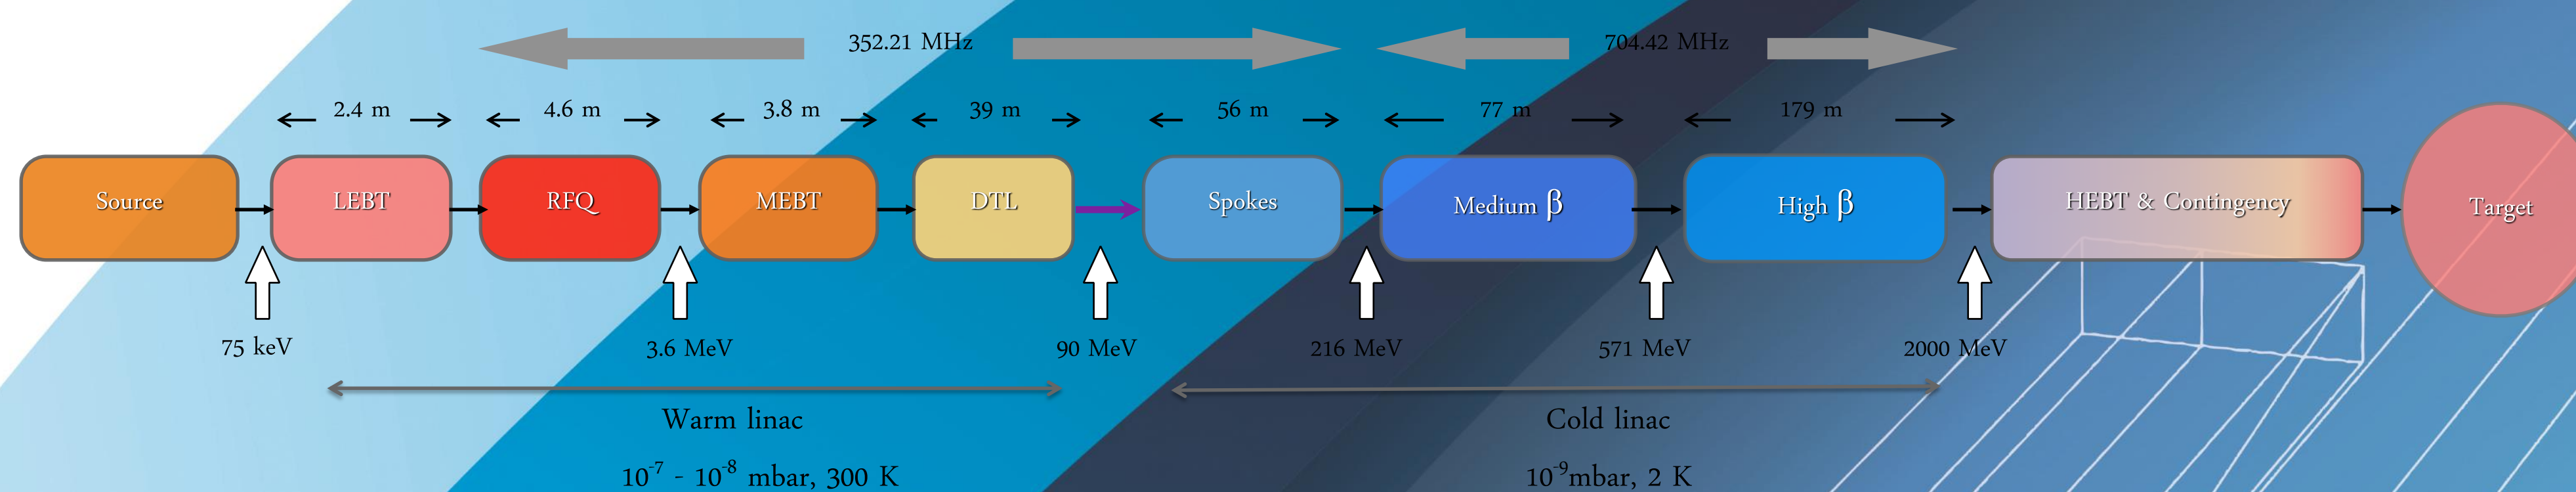 352.21 MHz 704.42 MHz
2.4 m 4.6 m 3.8 m 39 m 56 m 77 m 179 m
Source LEBT RFQ MEBT DTL Spokes Medium β High β HEBT & Contingency Target
75 keV 3.6 MeV 90 MeV 216 MeV 571 MeV 2000 MeV
Warm linac Cold linac
10⁻⁷ - 10⁻⁸ mbar, 300 K 10⁻⁹mbar, 2 K